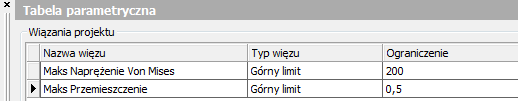 Tabela parametryczna
Wiązania projektu
Nazwa więzu Typ więzu Ograniczenie
Maks Naprężenie Von Mises Górny limit 200
Maks Przemieszczenie Górny limit 0,5